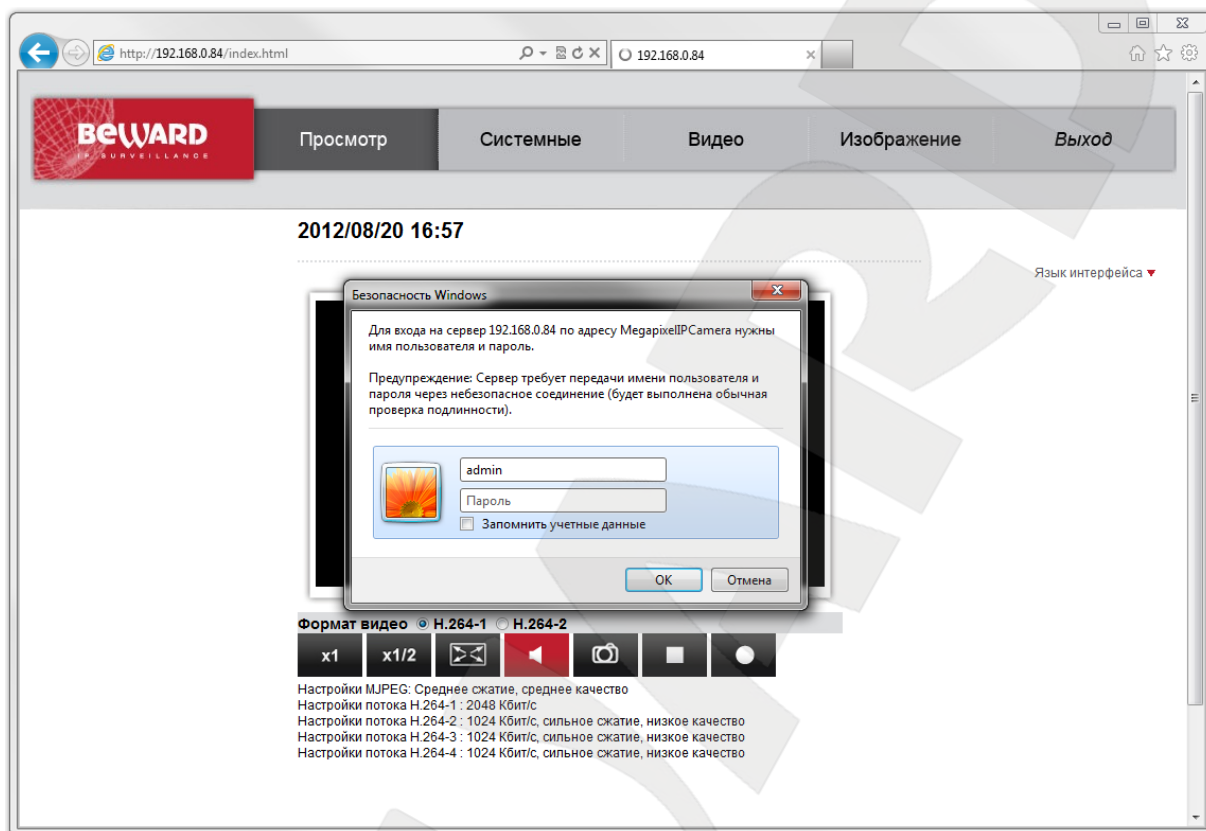 http://192.168.0.84/index.html
192.168.0.84
BEWARD
IP SURVEILLANCE
Просмотр
Системные
Видео
Изображение
Выход
2012/08/20 16:57
Язык интерфейса
Безопасность Windows
Для входа на сервер 192.168.0.84 по адресу MegapixelIPCamera нужны
имя пользователя и пароль.
Предупреждение: Сервер требует передачи имени пользователя и
пароля через небезопасное соединение (будет выполнена обычная
проверка подлинности).
admin
Пароль
Запомнить учетные данные
ОК
Отмена
Формат видео H.264-1 H.264-2
x1
x1/2
Настройки MJPEG: Среднее сжатие, среднее качество
Настройки потока H.264-1 : 2048 Кбит/с
Настройки потока H.264-2 : 1024 Кбит/с, сильное сжатие, низкое качество
Настройки потока H.264-3 : 1024 Кбит/с, сильное сжатие, низкое качество
Настройки потока H.264-4 : 1024 Кбит/с, сильное сжатие, низкое качество